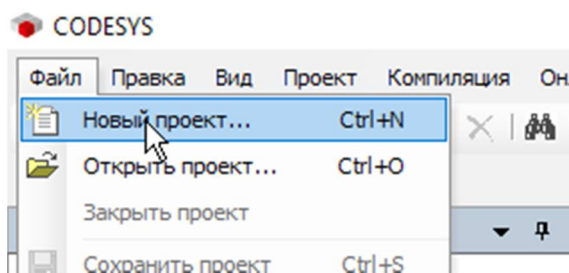 CODESYS
Файл Правка Вид Проект Компиляция Он
Новый проект... Ctrl+N
Открыть проект... Ctrl+O
Закрыть проект
Сохранить проект Ctrl+S